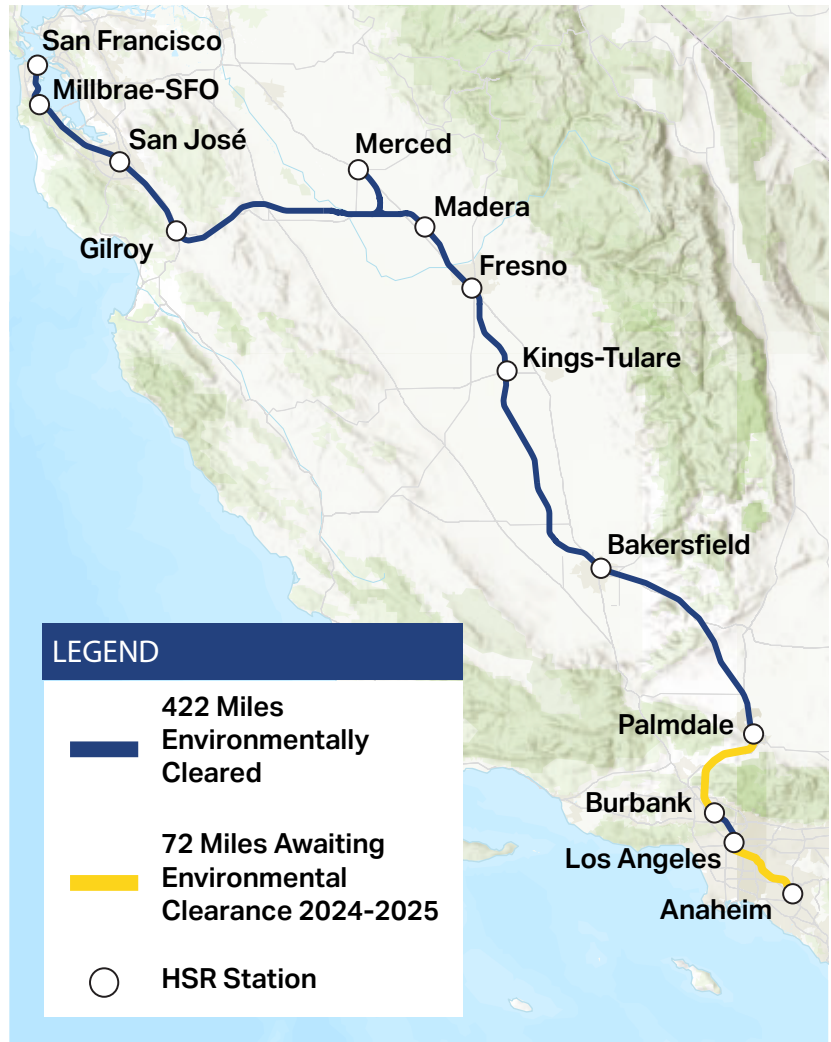 San Francisco
Millbrae-SFO
San José
Merced
Gilroy
Madera
Fresno
Kings-Tulare
Bakersfield
Palmdale
Burbank
Los Angeles
Anaheim
LEGEND
422 Miles
Environmentally
Cleared
72 Miles Awaiting
Environmental
Clearance 2024-2025
HSR Station